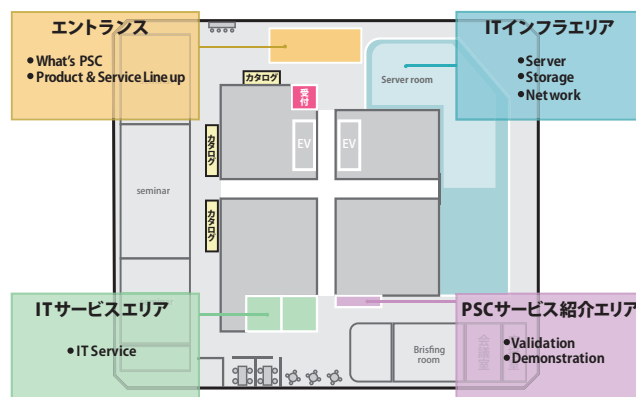 エントランス
●What's PSC
●Product & Service Line up
ITインフラエリア
●Server
●Storage
●Network
Server room
カタログ
受付
カタログ
EV
EV
seminar
カタログ
ITサービスエリア
●IT Service
PSCサービス紹介エリア
●Validation
●Demonstration
Brisfing
room
会議室